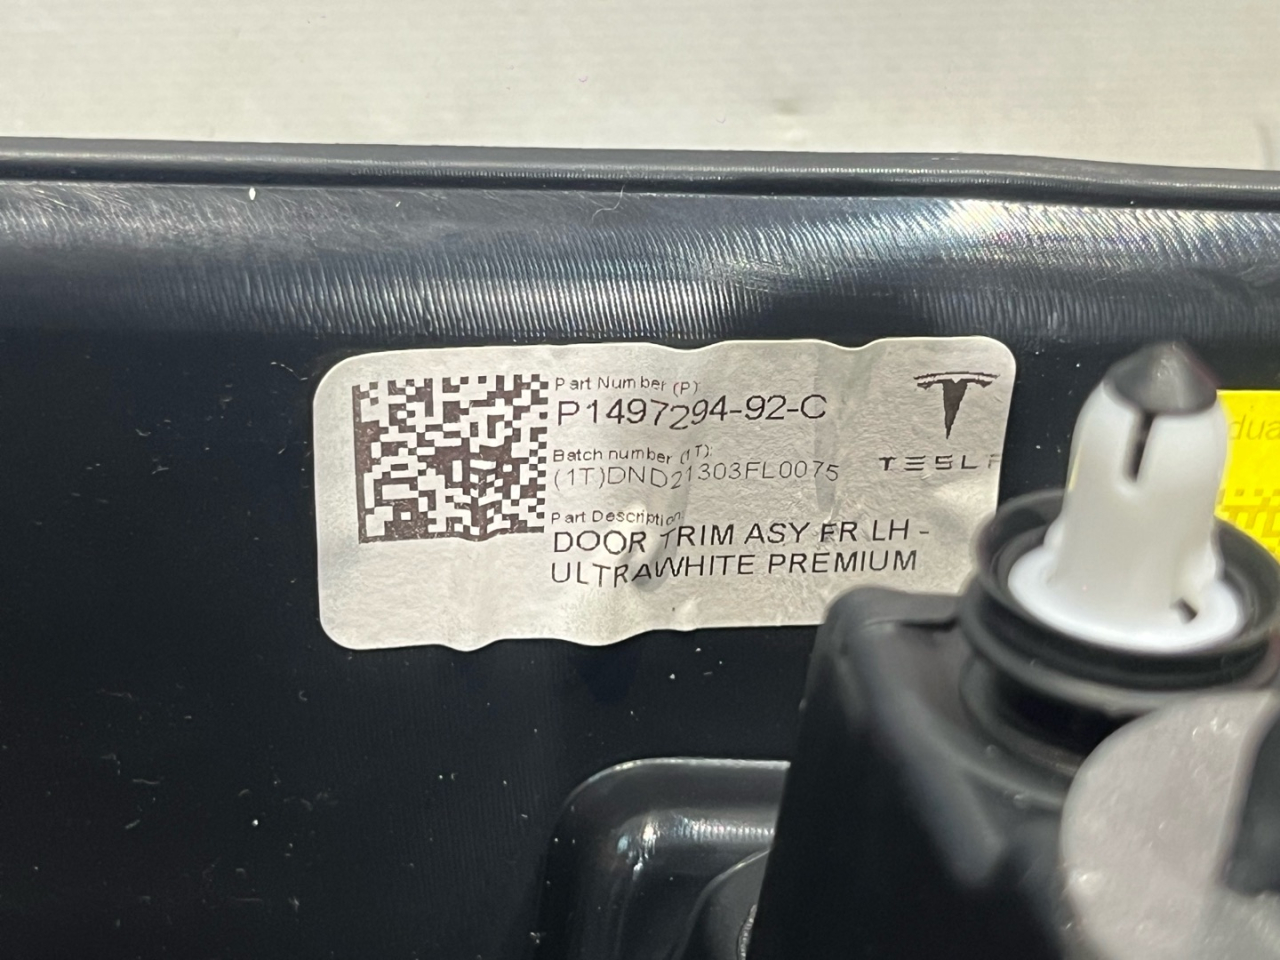 Part Number (P)
P1497294-92-C
Batch number (1T):
(1T)DND21303FL0075
Part Description
DOOR TRIM ASY FR LH -
ULTRAWHITE PREMIUM
TESLA